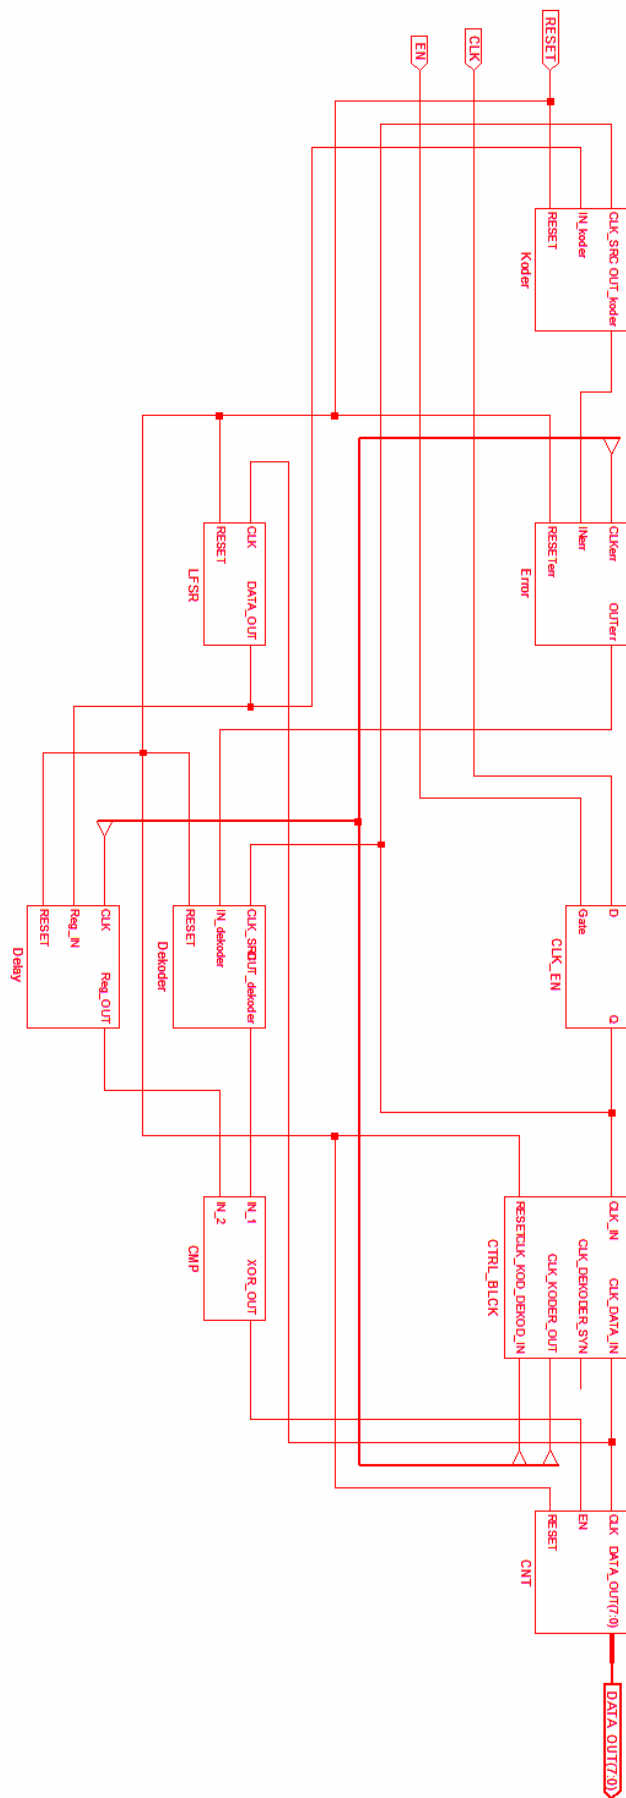 RESET
CLK
EN
CLK_SRC OUT_koder
IN_koder
RESET
Koder
CLKerr OUTerr
INerr
RESETerr
Error
CLK
DATA_OUT
RESET
LFSR
D Q
Gate
CLK_EN
CLK_SRC OUT_dekoder
IN_dekoder
RESET
Dekoder
CLK
Reg_OUT
Reg_IN
RESET
Delay
CLK_IN CLK_DATA_IN
CLK_DEKODER_SYN
CLK_KODER_OUT
RESET CLK_KOD_DEKOD_IN
CTRL_BLCK
IN_1 XOR_OUT
IN_2
CMP
CLK DATA_OUT(7:0)
EN
RESET
CNT
DATA_OUT(7:0)